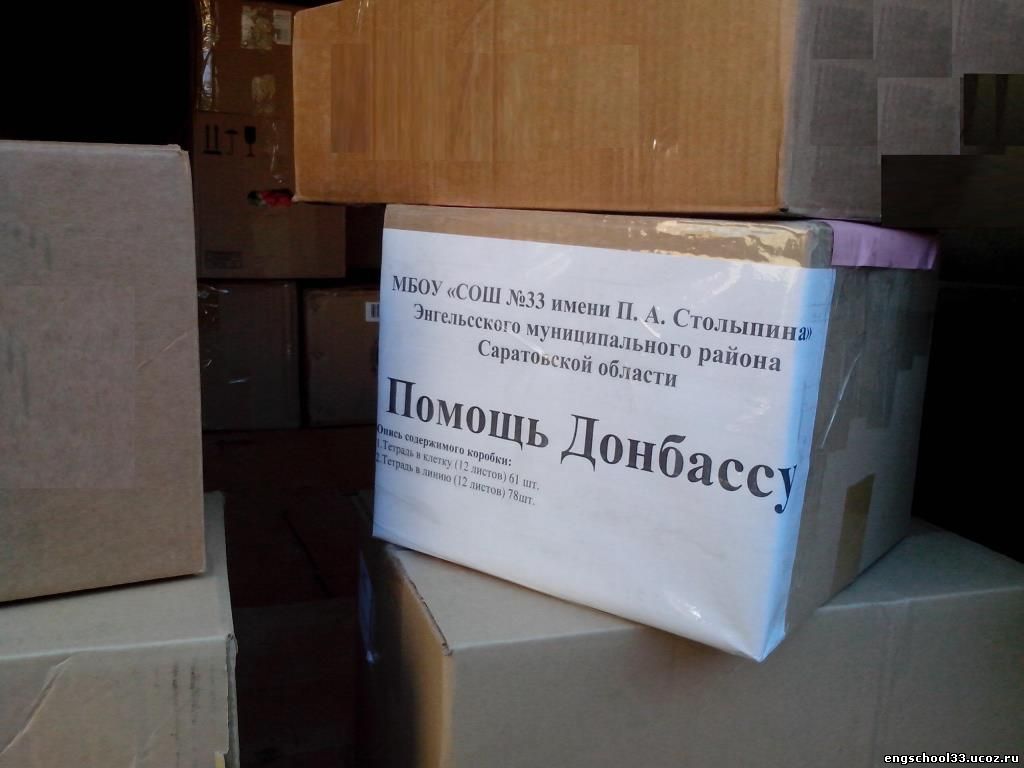 МБОУ «СОШ №33 имени П. А. Столыпина»
Энгельсского муниципального района
Саратовской области
Помощь Донбассу
Опись содержимого коробки:
1.Тетрадь в клетку (12 листов) 61 шт.
2.Тетрадь в линию (12 листов) 78шт.
engschool33.ucoz.ru